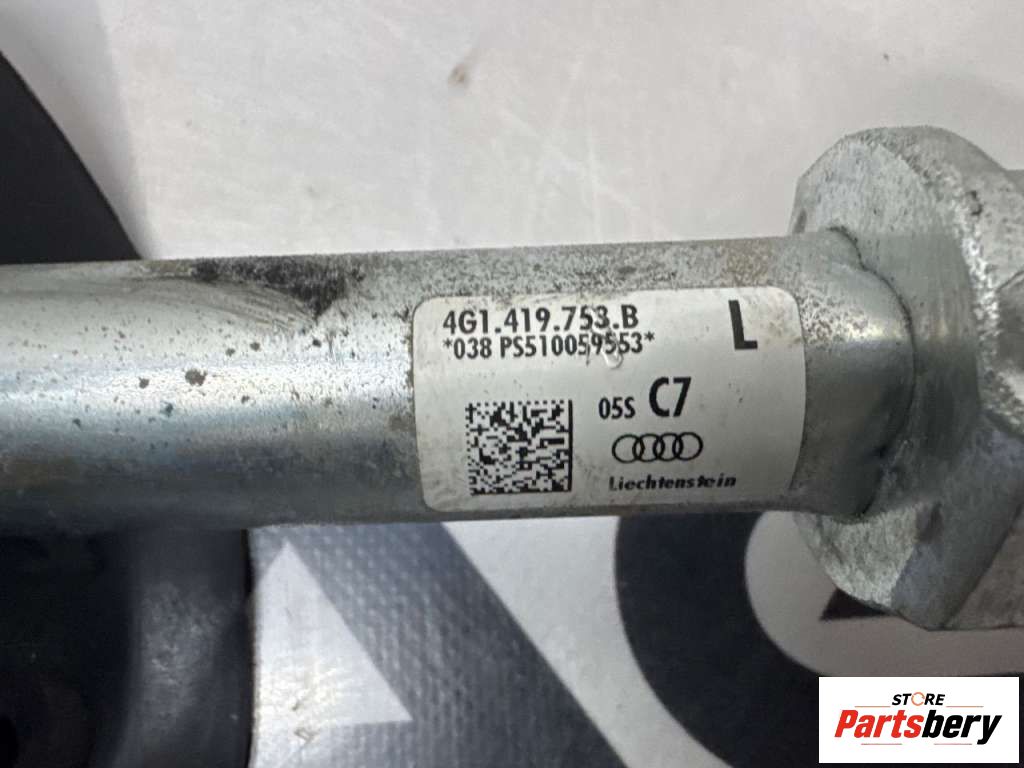 4G1.419.753.B
L
*038 PS510059553*
05S C7
Liechtenstein
STORE
Partsbery